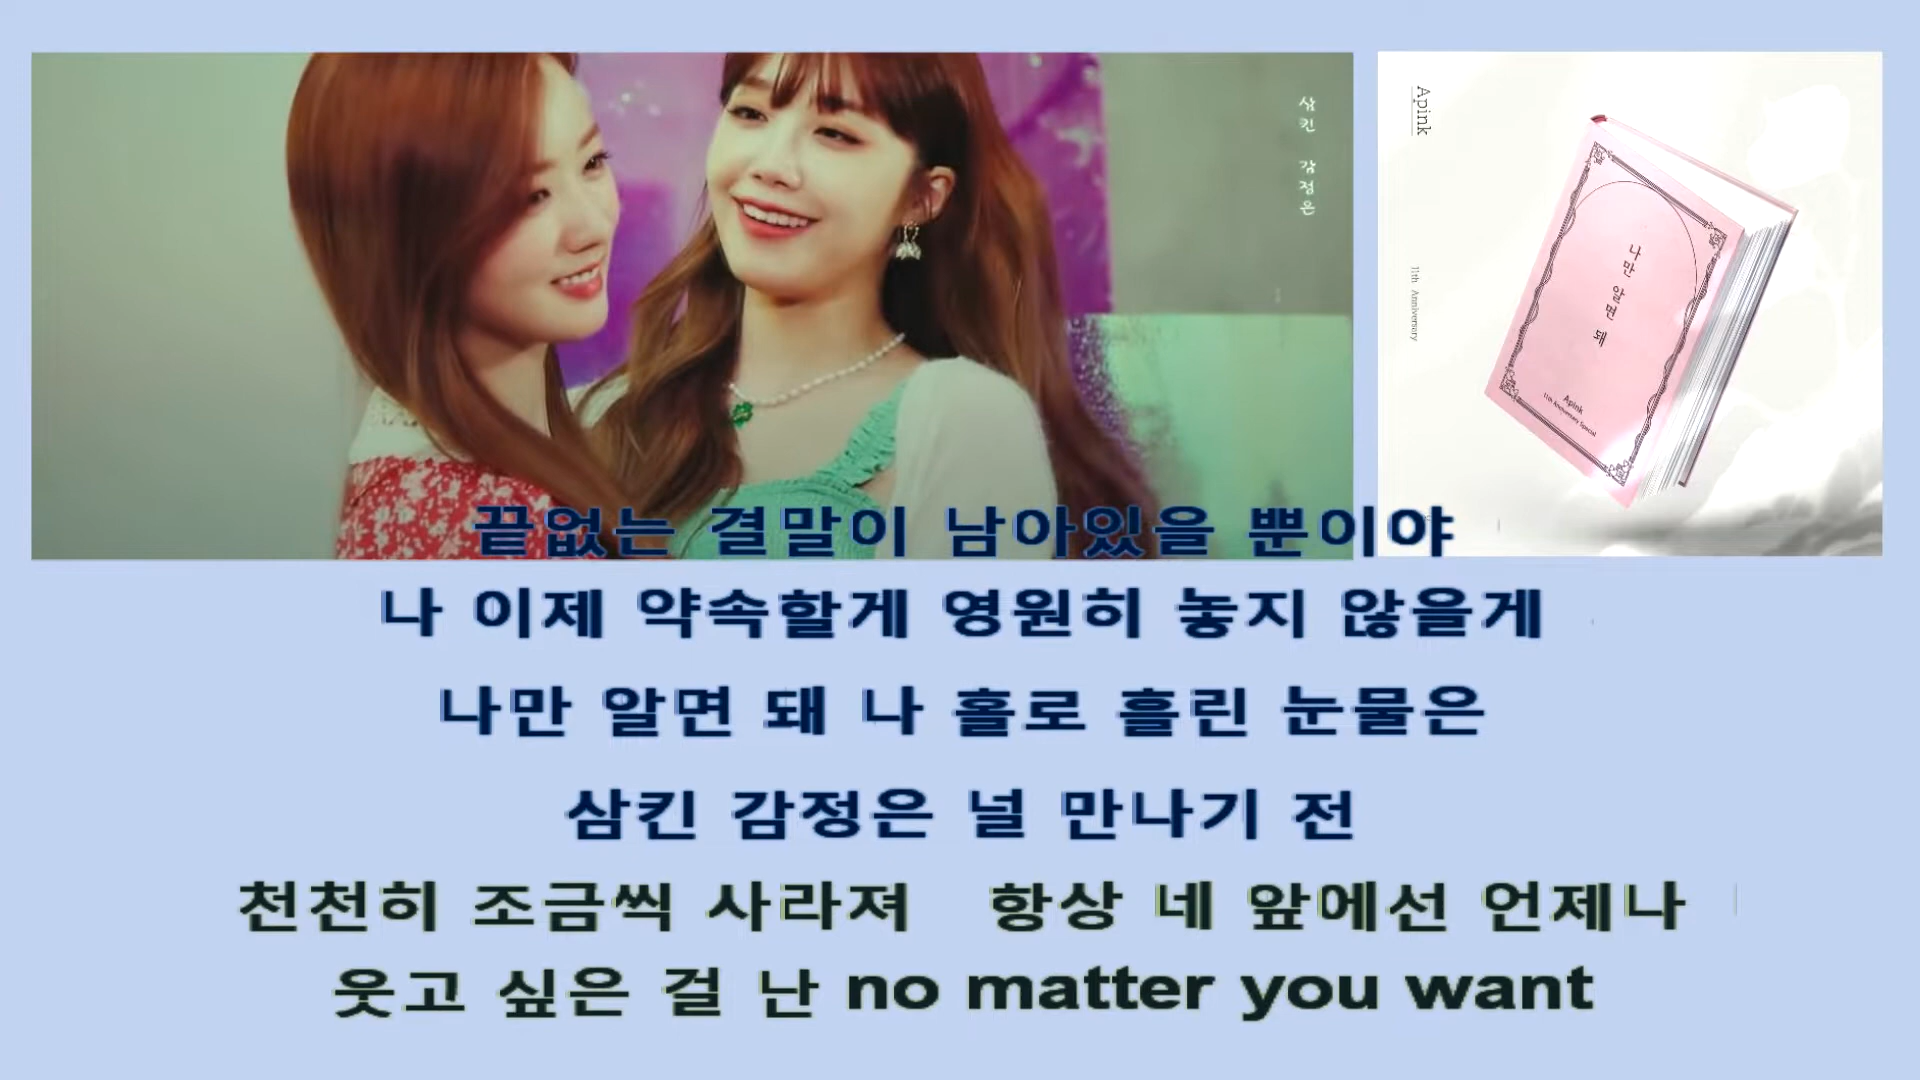 삼킨 감정은
Apink
11th Anniversary
나만 알면 돼
Apink
11th Anniversary Special
끝없는 결말이 남아있을 뿐이야
나 이제 약속할게 영원히 놓지 않을게
나만 알면 돼 나 홀로 흘린 눈물은
삼킨 감정은 널 만나기 전
천천히 조금씩 사라져 항상 네 앞에선 언제나
웃고 싶은 걸 난 no matter you want